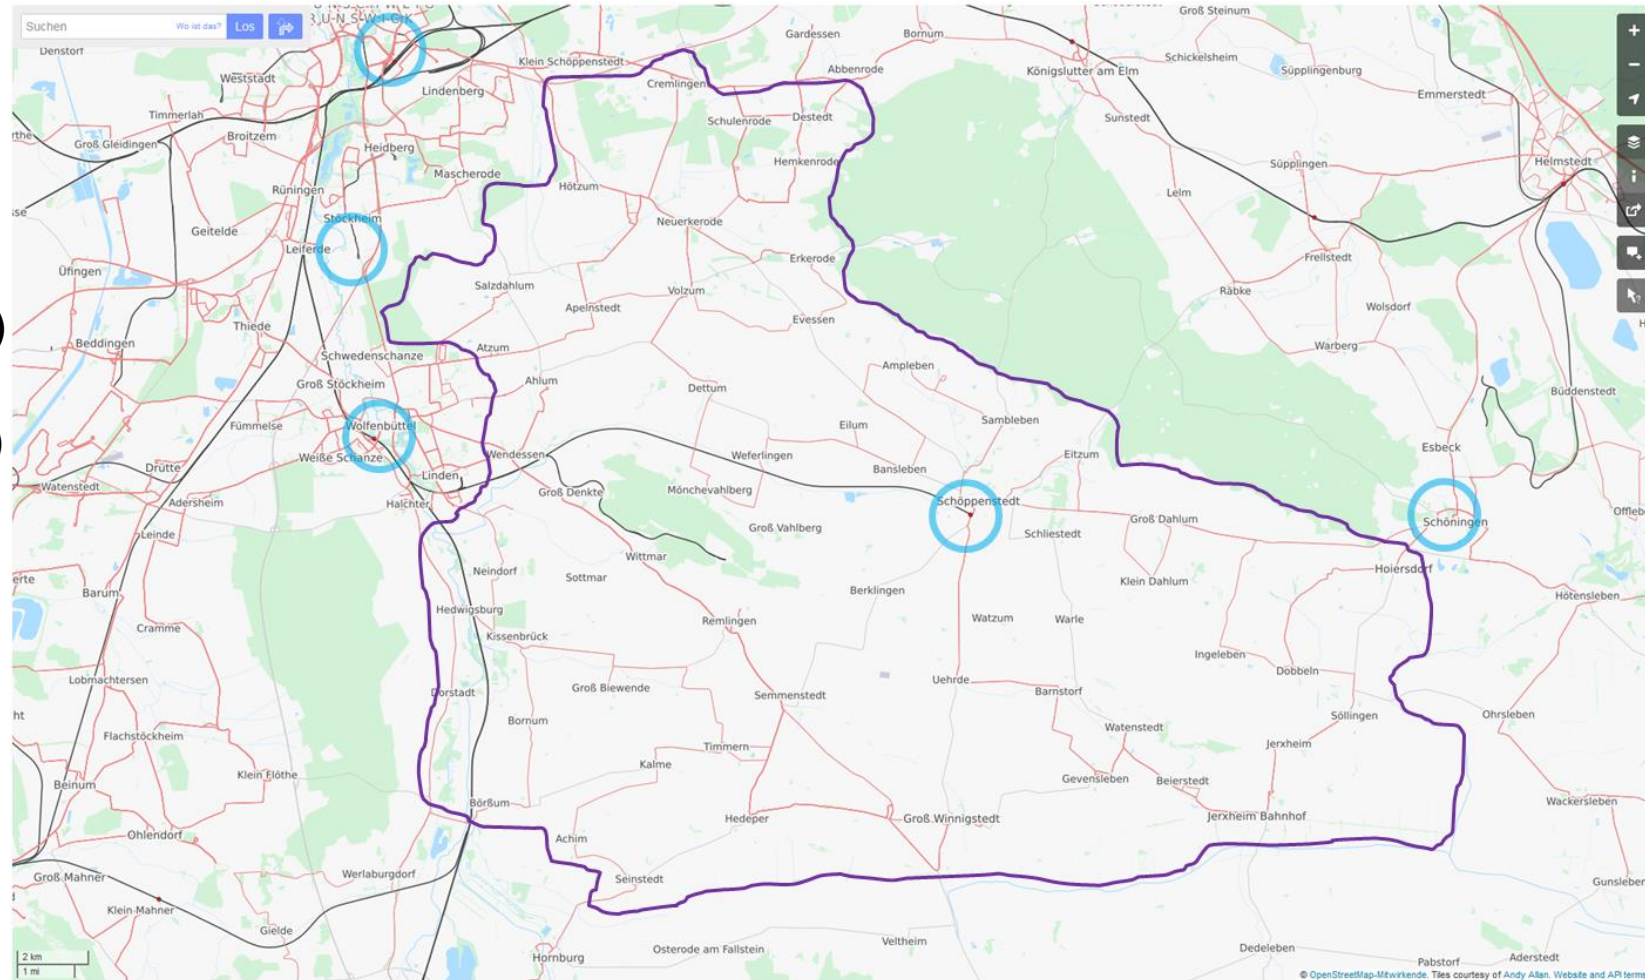 Suchen
Wo ist das?
Los
R-U-N-S-W-I-C-K
Groß Steinum
Denstorf
Gardessen
Bornum
Klein Schöppenstedt
Schickelsheim
Abbenrode
Königslutter am Elm
Süpplingenburg
Weststadt
Cremlingen
Lindenberg
Emmerstedt
Timmerlah
Schulenrode
Destedt
Sunstedt
Broitzem
Groß Gleidingen
Heidberg
Hemkenrode
Süpplingen
Helmstedt
Mascherode
Hötzum
Rüningen
Lelm
Stöckheim
Neuerkerode
Geitelde
Leiferde
Erkerode
Frellstedt
Üfingen
Salzdahlum
Volzum
Räbke
Apelnstedt
Wolsdorf
Evessen
Thiede
Beddingen
Atzum
Warberg
Schwedenschanze
Ampleben
Groß Stöckheim
Ahlum
Dettum
Büddenstedt
Fümmelse
Wolfenbüttel
Eilum
Sambleben
Esbeck
Weiße Schanze
Wendessen
Weferlingen
Eitzum
Drütte
Bansleben
Linden
Watenstedt
Groß Denkte
Mönchevahlberg
Adersheim
Halchter
Schöppenstedt
Groß Dahlum
Schöningen
Offleb
Leinde
Groß Vahlberg
Schliestedt
Wittmar
Hoiersdorf
Neindorf
Sottmar
Klein Dahlum
erte
Barum
Berklingen
Hötensleben
Hedwigsburg
Remlingen
Watzum
Warle
Cramme
Kissenbrück
Ingeleben
Dobbeln
Lobmachtersen
Groß Biewende
Uehrde
Dorstadt
Semmenstedt
Barnstorf
ht
Bornum
Söllingen
Ohrsleben
Flachstöckheim
Watenstedt
Timmern
Jerxheim
Kalme
Klein Flöthe
Gevensleben
Beierstedt
Beinum
Börßum
Wackersleben
Hedeper
Groß Winnigstedt
Jerxheim Bahnhof
Ohlendorf
Achim
Groß Mahner
Werlaburgdorf
Seinstedt
Gunsleben
Klein Mahner
Gielde
Veltheim
Hornburg
Osterode am Fallstein
Dedeleben
Pabstorf
Aderstedt
2 km
1 mi
© OpenStreetMap-Mitwirkende. Tiles courtesy of Andy Allan. Website and API terms